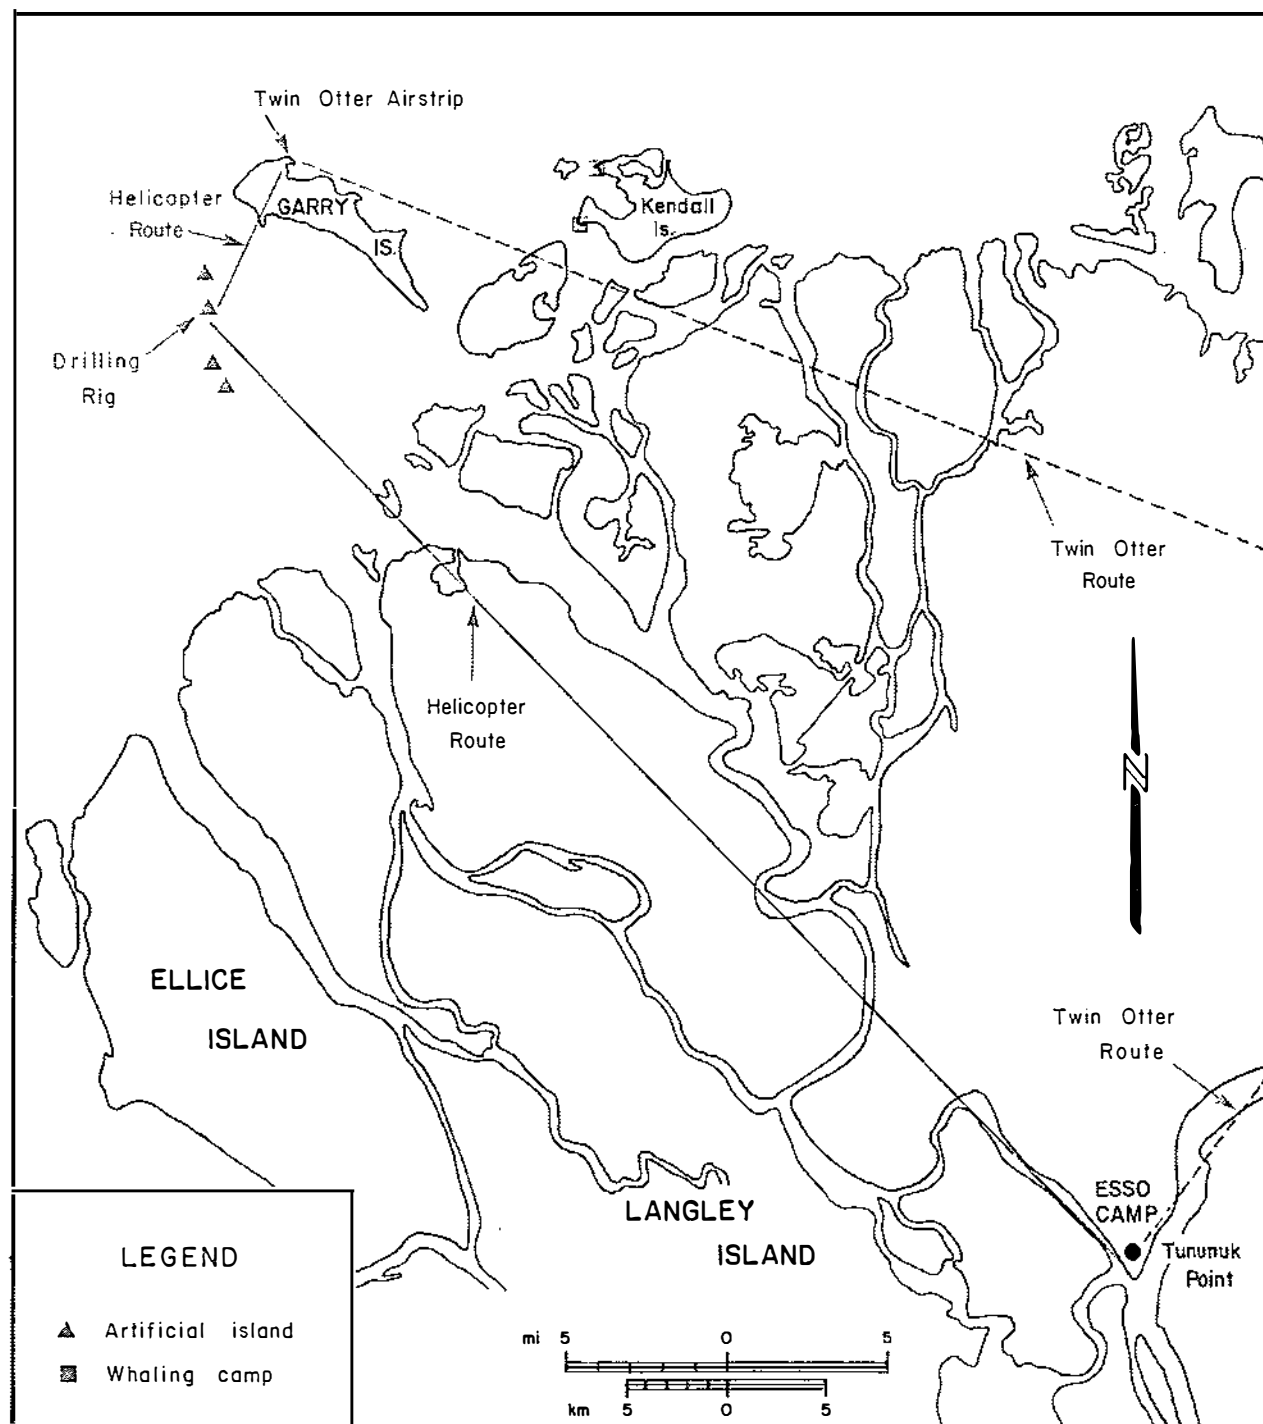 Twin Otter Airstrip
Helicopter
Route
GARRY
IS.
Kendall
Is.
Drilling
Rig
Twin Otter
Route
Helicopter
Route
N
ELLICE
ISLAND
Twin Otter
Route
LANGLEY
ISLAND
ESSO
CAMP
Tununuk
Point
LEGEND
Artificial island
Whaling camp
mi 5 0 5
km 5 0 5